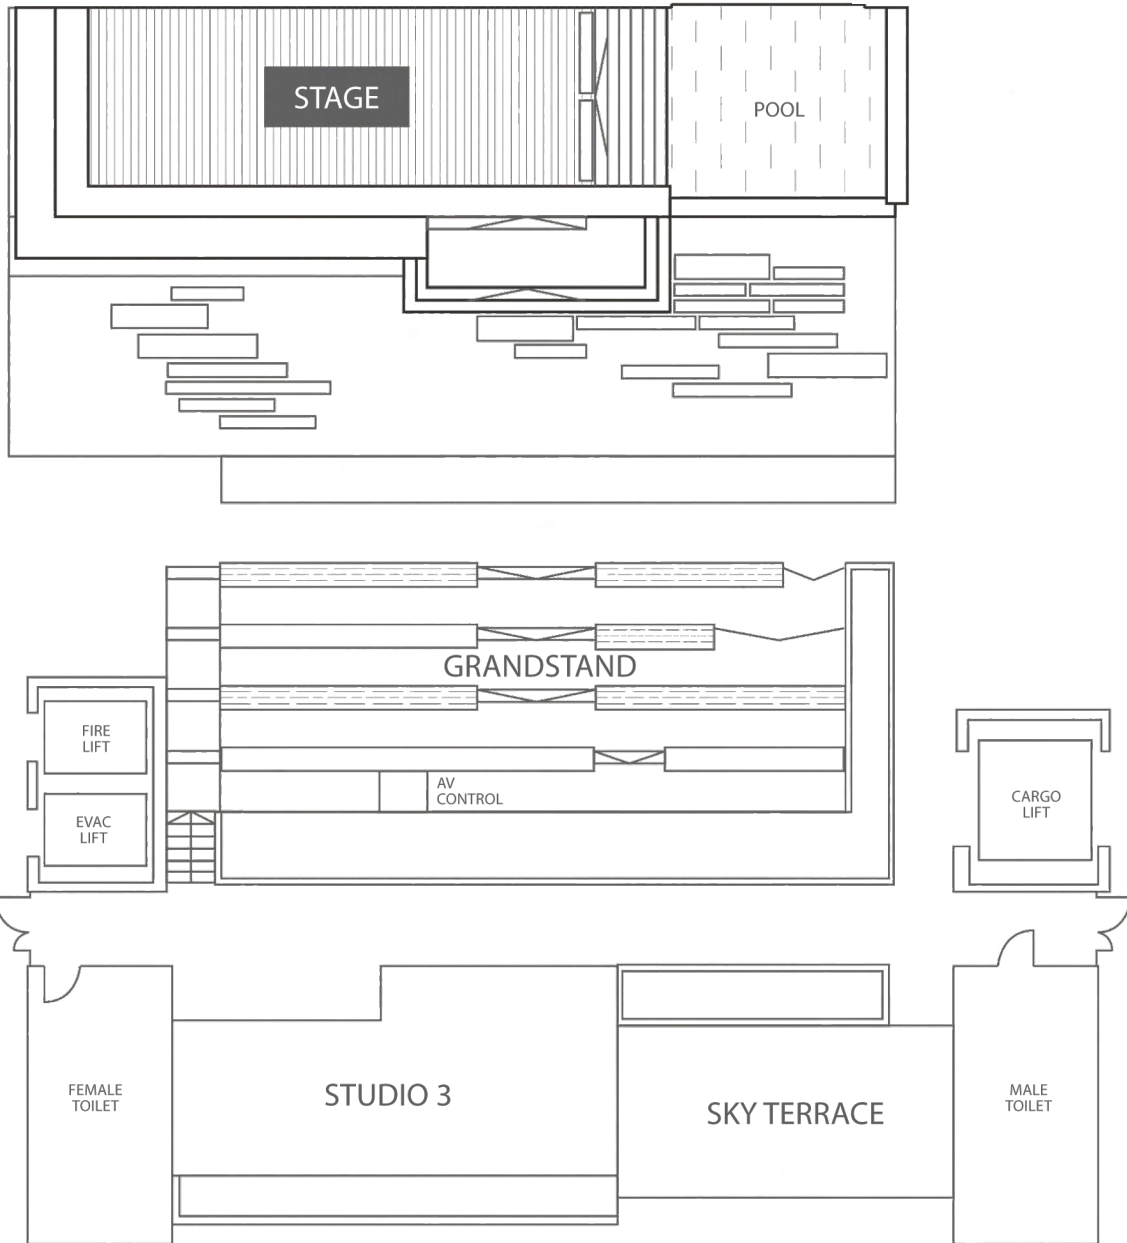 STAGE
POOL
GRANDSTAND
FIRE
LIFT
AV
CONTROL
CARGO
LIFT
EVAC
LIFT
FEMALE
TOILET
STUDIO 3
SKY TERRACE
MALE
TOILET